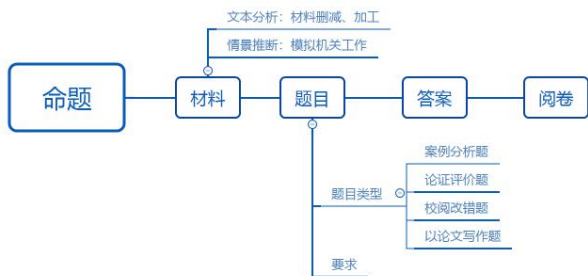 文本分析：材料删减、加工
情景推断：模拟机关工作
命题
材料
题目
答案
阅卷
案例分析题
论证评价题
题目类型
校阅改错题
以论文写作题
要求